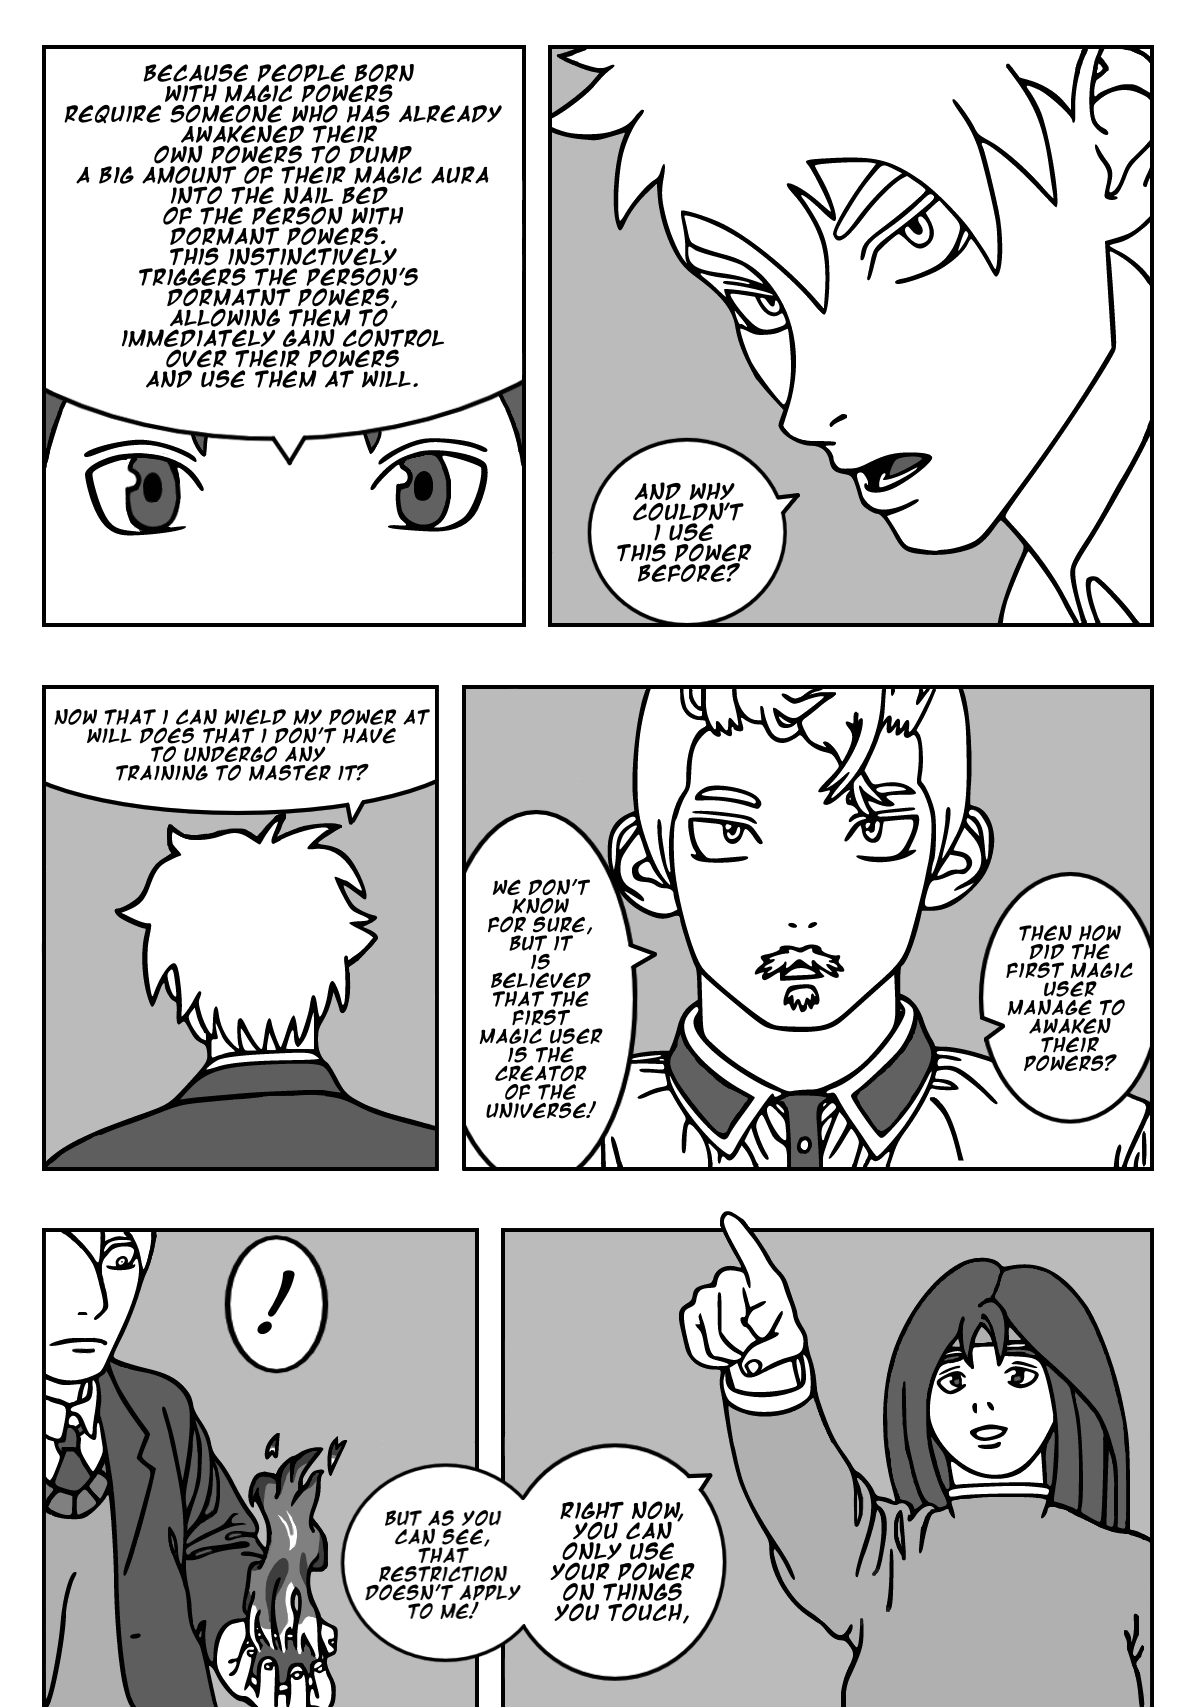 AND WHY
COULDN'T
I USE
THIS POWER
BEFORE?
BECAUSE PEOPLE BORN
WITH MAGIC POWERS
REQUIRE SOMEONE WHO HAS ALREADY
AWAKENED THEIR
OWN POWERS TO DUMP
A BIG AMOUNT OF THEIR MAGIC AURA
INTO THE NAIL BED
OF THE PERSON WITH
DORMANT POWERS.
THIS INSTINCTIVELY
TRIGGERS THE PERSON'S
DORMATNT POWERS,
ALLOWING THEM TO
IMMEDIATELY GAIN CONTROL
OVER THEIR POWERS
AND USE THEM AT WILL.
THEN HOW
DID THE
FIRST MAGIC
USER
MANAGE TO
AWAKEN
THEIR
POWERS?
WE DON'T
KNOW
FOR SURE,
BUT IT
IS
BELIEVED
THAT THE
FIRST
MAGIC USER
IS THE
CREATOR
OF THE
UNIVERSE!
NOW THAT I CAN WIELD MY POWER AT
WILL DOES THAT I DON'T HAVE
TO UNDERGO ANY
TRAINING TO MASTER IT?
RIGHT NOW,
YOU CAN
ONLY USE
YOUR POWER
ON THINGS
YOU TOUCH,
BUT AS YOU
CAN SEE,
THAT
RESTRICTION
DOESN'T APPLY
TO ME!
!